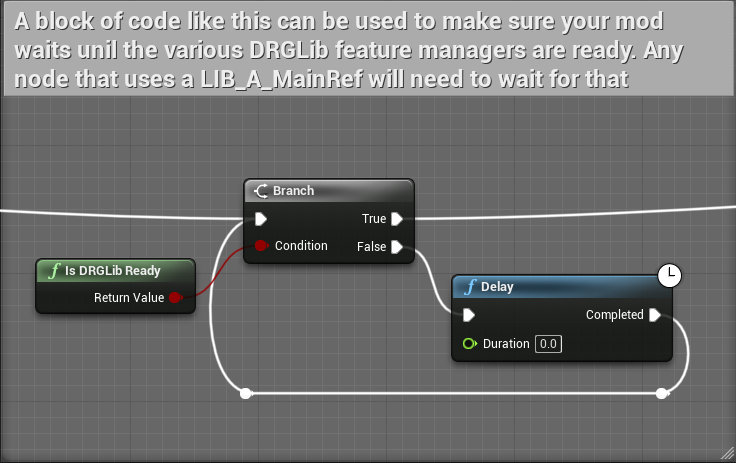 A block of code like this can be used to make sure your mod
waits unil the various DRGLib feature managers are ready. Any
node that uses a LIB_A_MainRef will need to wait for that
Branch
True
Condition
False
f Is DRGLib Ready
Return Value
f Delay
Completed
Duration 0.0